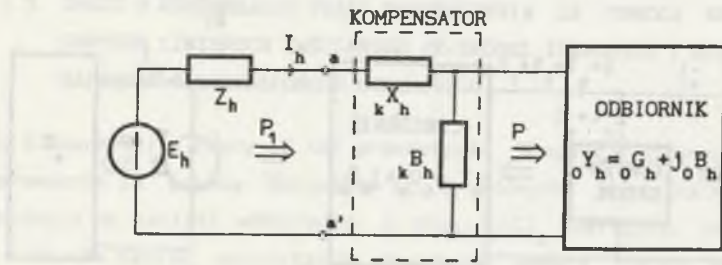 KOMPENSATOR
I_h a
Z_h
_kX_h
E_h
P_1
_kB_h
P
ODBIORNIK
_oY_h = _oG_h + j_oB_h
a'